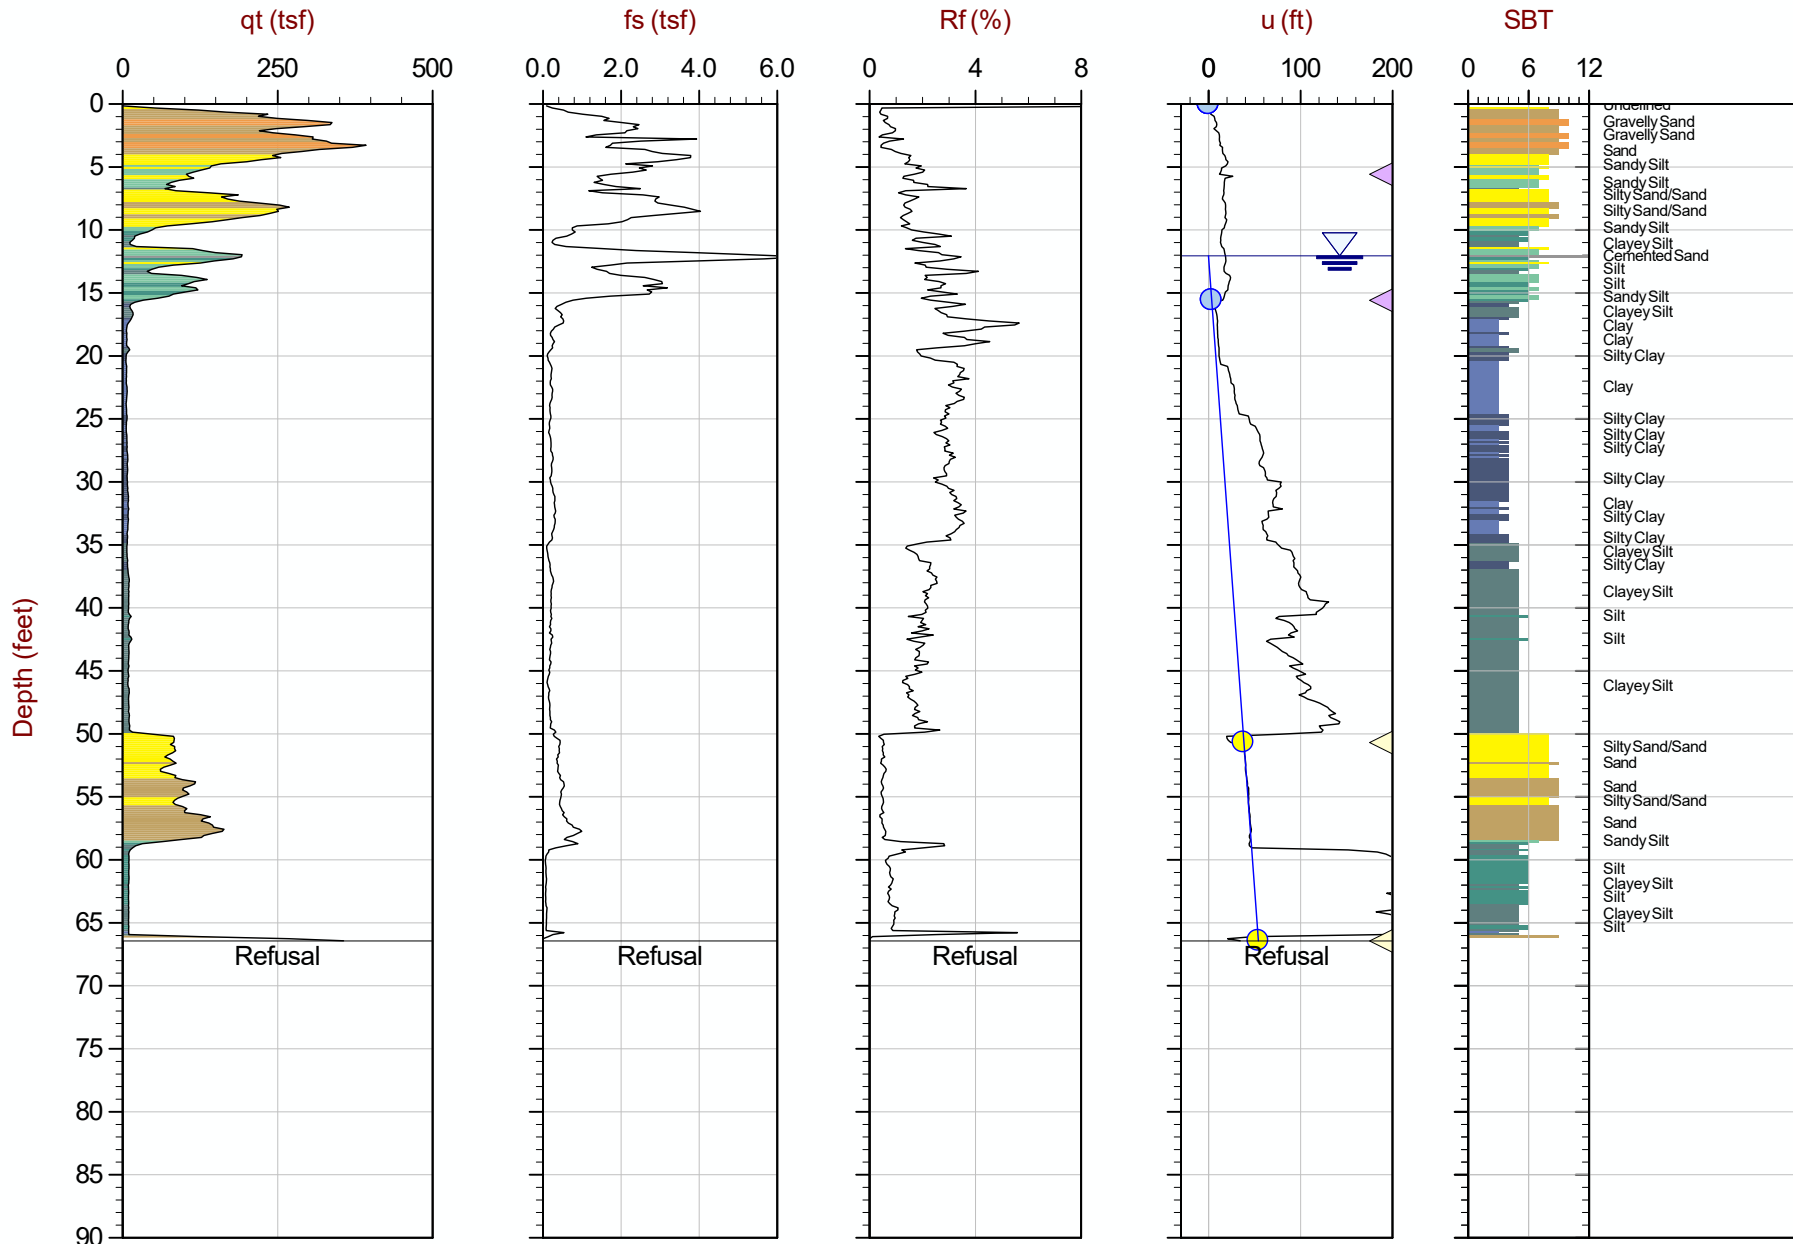 qt (tsf)
fs (tsf)
Rf (%)
u (ft)
SBT
0 250 500
0.0 2.0 4.0 6.0
0 4 8
0 100 200
0 6 12
Depth (feet)
0
5
10
15
20
25
30
35
40
45
50
55
60
65
70
75
80
85
90
Refusal
Refusal
Refusal
Refusal
Undefined
Gravelly Sand
Gravelly Sand
Sand
Sandy Silt
Sandy Silt
Silty Sand/Sand
Silty Sand/Sand
Sandy Silt
Clayey Silt
Cemented Sand
Silt
Silt
Sandy Silt
Clayey Silt
Clay
Clay
Silty Clay
Clay
Silty Clay
Silty Clay
Silty Clay
Silty Clay
Clay
Silty Clay
Silty Clay
Clayey Silt
Silty Clay
Clayey Silt
Silt
Silt
Clayey Silt
Silty Sand/Sand
Sand
Sand
Silty Sand/Sand
Sand
Sandy Silt
Silt
Clayey Silt
Silt
Clayey Silt
Silt